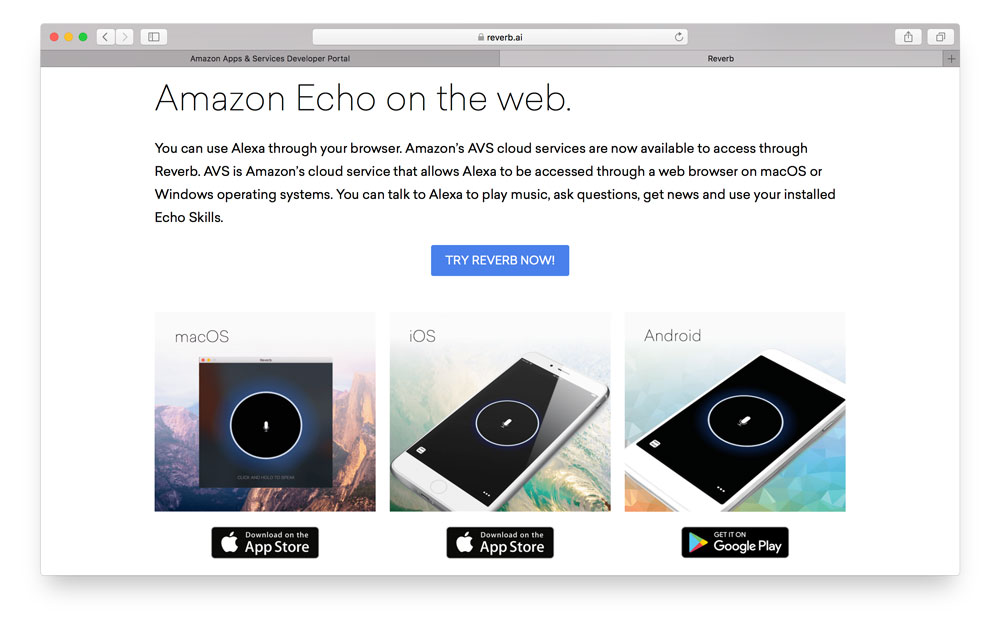 reverb.ai
Amazon Apps & Services Developer Portal
Reverb
Amazon Echo on the web.
You can use Alexa through your browser. Amazon’s AVS cloud services are now available to access through
Reverb. AVS is Amazon’s cloud service that allows Alexa to be accessed through a web browser on macOS or
Windows operating systems. You can talk to Alexa to play music, ask questions, get news and use your installed
Echo Skills.
TRY REVERB NOW!
macOS
Reverb
CLICK AND HOLD TO SPEAK
iOS
Android
Download on the
App Store
Download on the
App Store
GET IT ON
Google Play